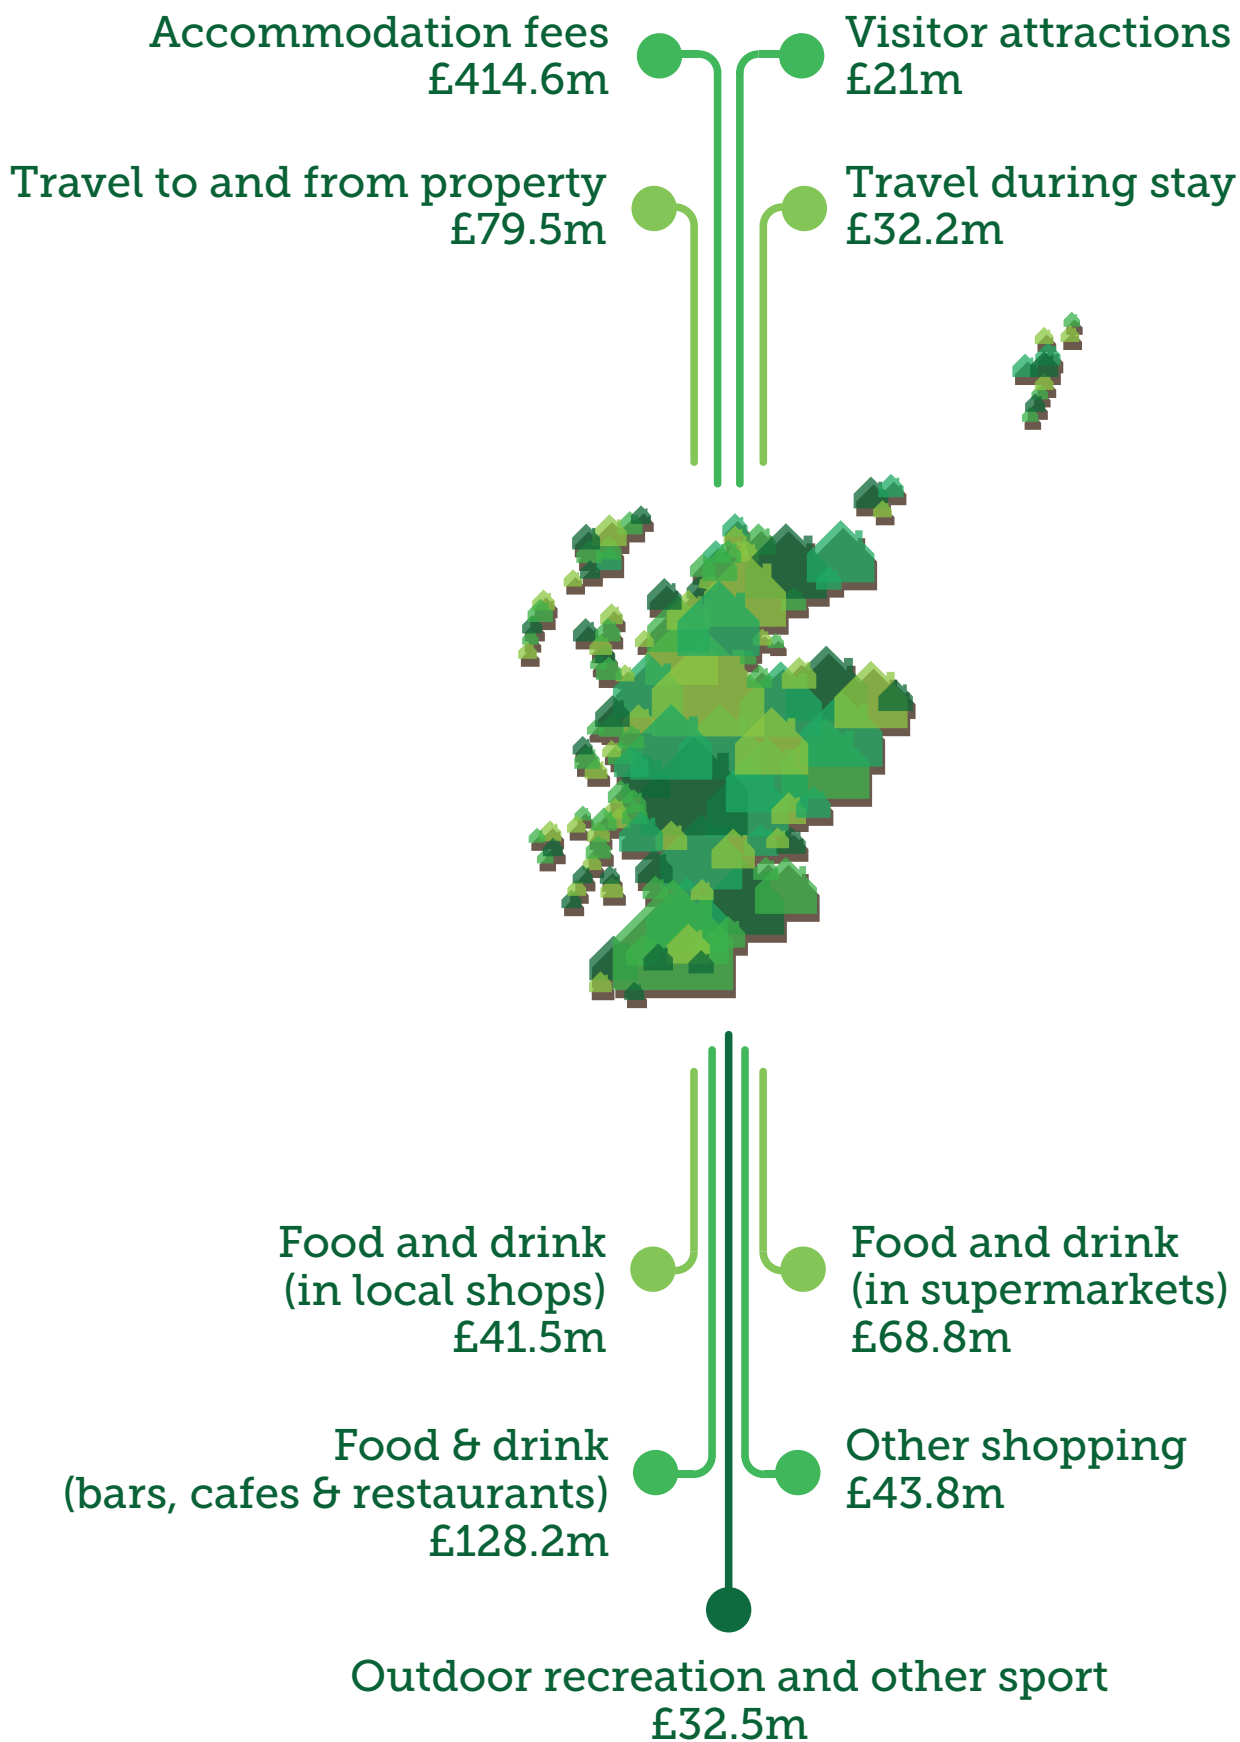 Accommodation fees
£414.6m
Visitor attractions
£21m
Travel to and from property
£79.5m
Travel during stay
£32.2m
Food and drink
(in local shops)
£41.5m
Food and drink
(in supermarkets)
£68.8m
Food & drink
(bars, cafes & restaurants)
£128.2m
Other shopping
£43.8m
Outdoor recreation and other sport
£32.5m